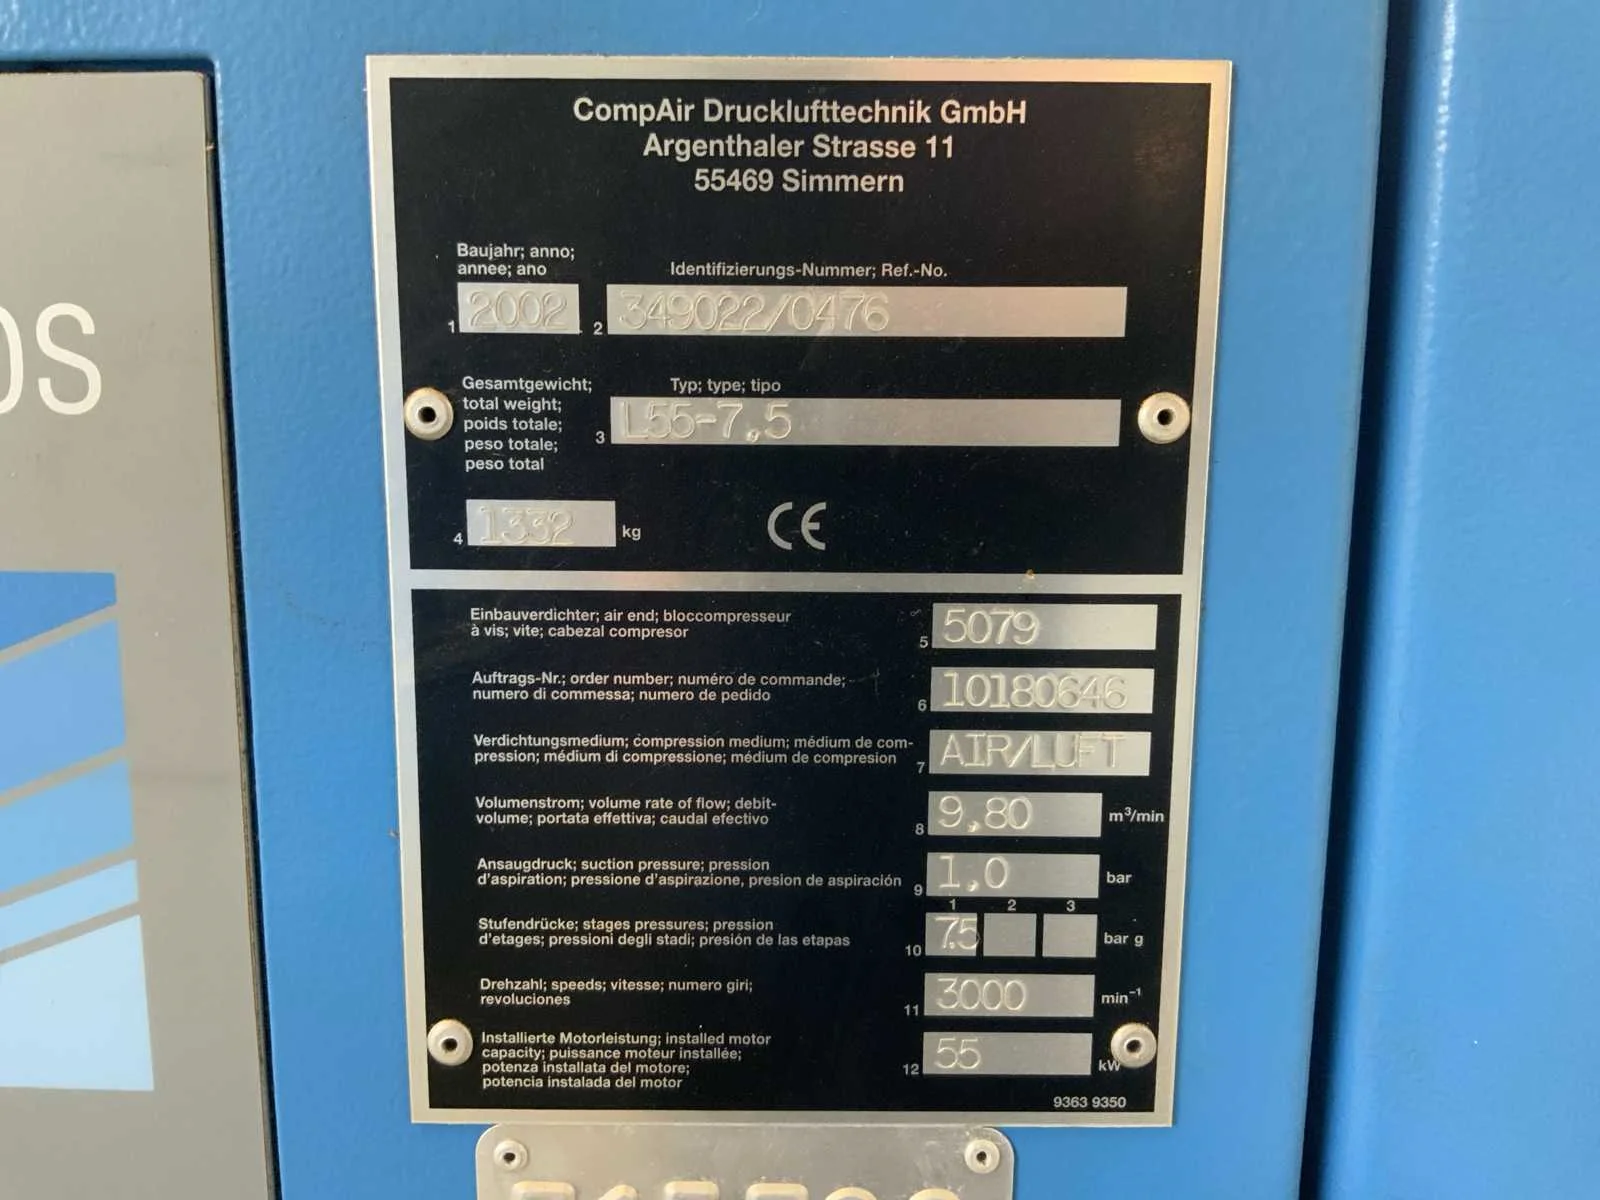 CompAir Drucklufttechnik GmbH
Argenthaler Strasse 11
55469 Simmern
Baujahr; anno;
annee; ano
Identifizierungs-Nummer; Ref.-No.
1 2002 2 349022/0476
Gesamtgewicht;
total weight;
poids totale;
peso totale;
peso total
Typ; type; tipo
3 L55-7,5
4 1332 kg
CE
Einbauverdichter; air end; bloccompresseur
à vis; vite; cabezal compresor
5 5079
Auftrags-Nr.; order number; numéro de commande;
numero di commessa; numero de pedido
6 10180646
Verdichtungsmedium; compression medium; médium de com-
pression; médium di compressione; médium de compresion
7 AIR/LUFT
Volumenstrom; volume rate of flow; debit-
volume; portata effettiva; caudal efectivo
8 9,80 m³/min
Ansaugdruck; suction pressure; pression
d'aspiration; pressione d'aspirazione, presion de aspiración
9 1,0 bar
1 2 3
Stufendrücke; stages pressures; pression
d'etages; pressioni degli stadi; presión de las etapas
10 7.5 bar g
Drehzahl; speeds; vitesse; numero giri;
revoluciones
11 3000 min⁻¹
Installierte Motorleistung; installed motor
capacity; puissance moteur installée;
potenza installata del motore;
potencia instalada del motor
12 55 kW
9363 9350